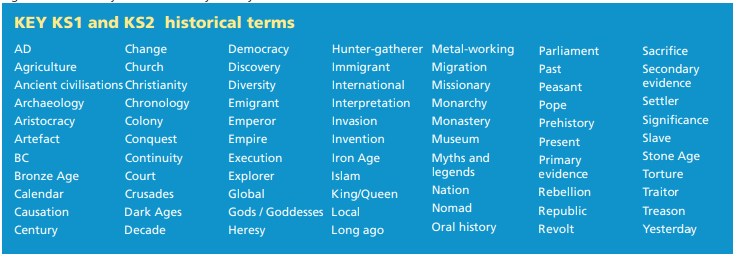 KEY KS1 and KS2 historical terms
AD
Agriculture
Ancient civilisations
Archaeology
Aristocracy
Artefact
BC
Bronze Age
Calendar
Causation
Century
Change
Church
Christianity
Chronology
Colony
Conquest
Continuity
Court
Crusades
Dark Ages
Decade
Democracy
Discovery
Diversity
Emigrant
Emperor
Empire
Execution
Explorer
Global
Gods / Goddesses
Heresy
Hunter-gatherer
Immigrant
International
Interpretation
Invasion
Invention
Iron Age
Islam
King/Queen
Local
Long ago
Metal-working
Migration
Missionary
Monarchy
Monastery
Museum
Myths and
legends
Nation
Nomad
Oral history
Parliament
Past
Peasant
Pope
Prehistory
Present
Primary
evidence
Rebellion
Republic
Revolt
Sacrifice
Secondary
evidence
Settler
Significance
Slave
Stone Age
Torture
Traitor
Treason
Yesterday